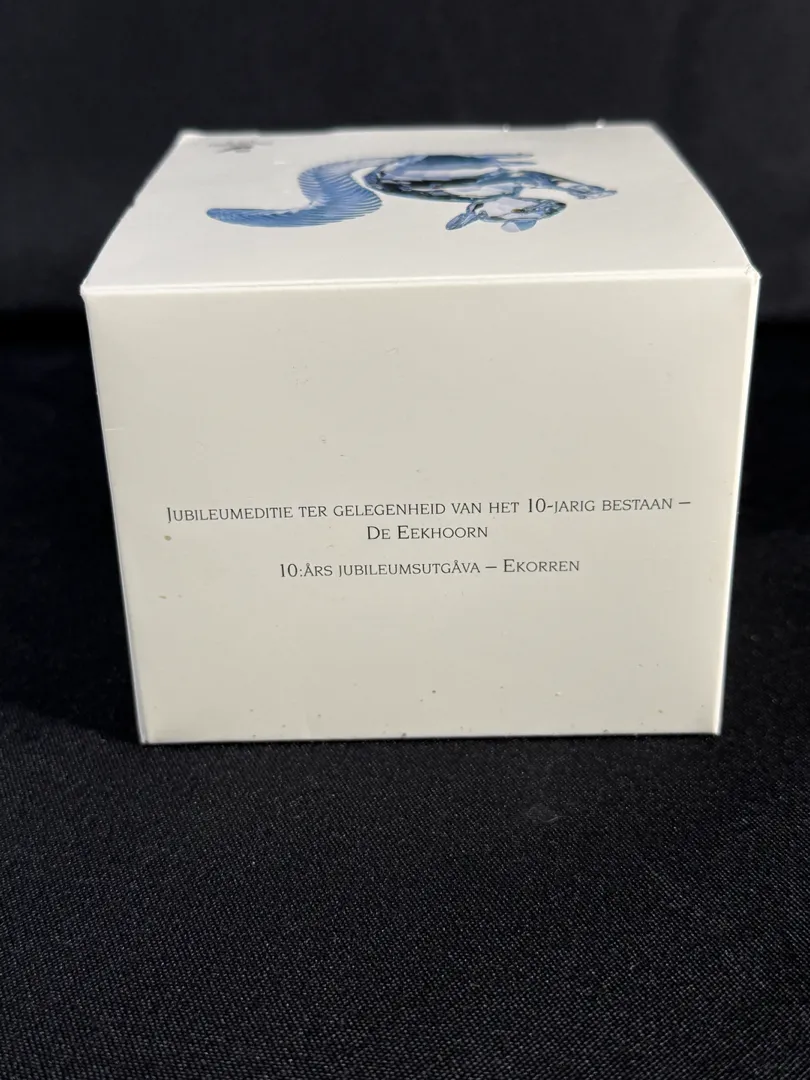 Jubileumeditie ter gelegenheid van het 10-jarig bestaan –
De Eekhoorn
10:års jubileumsutgåva – Ekorren